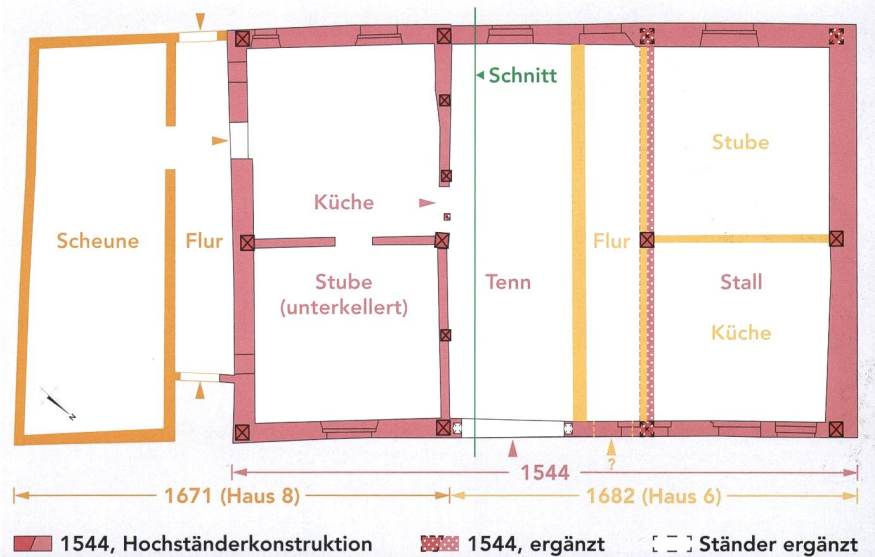 Schnitt
Stube
Küche
Scheune
Flur
Flur
Stube
(unterkellert)
Tenn
Stall
Küche
N
?
1544
1671 (Haus 8)
1682 (Haus 6)
1544, Hochständerkonstruktion
1544, ergänzt
Ständer ergänzt